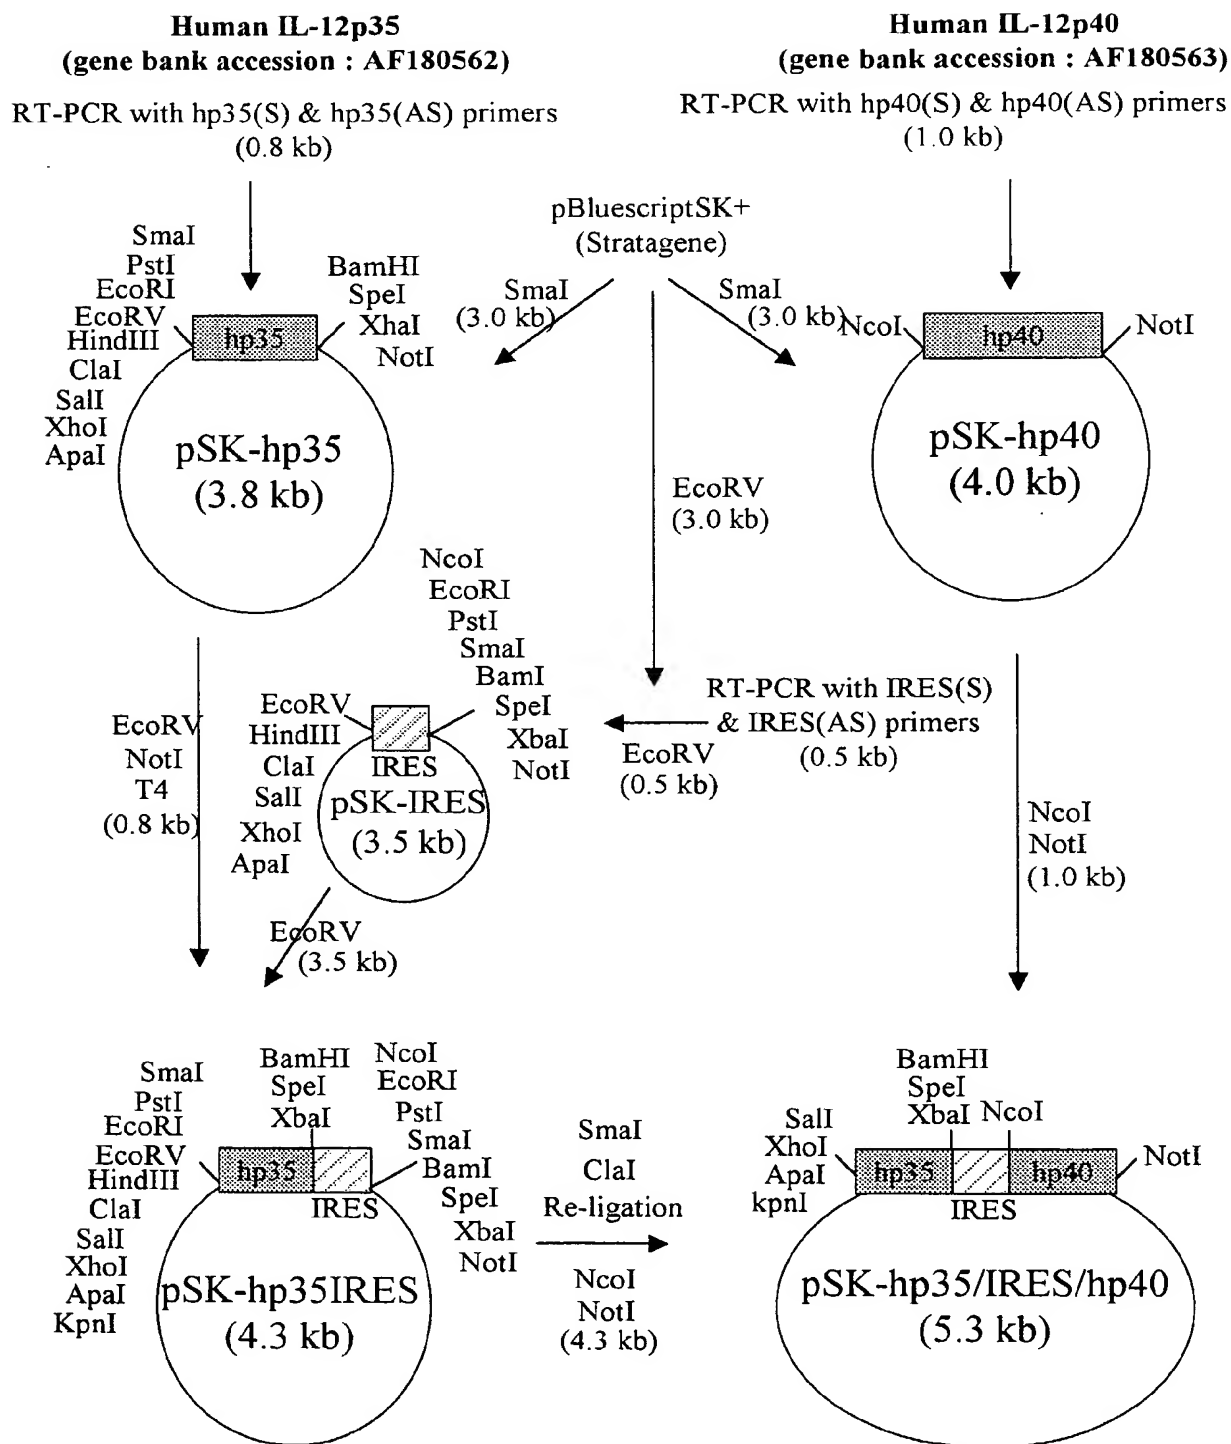 Human IL-12p35
(gene bank accession : AF180562)
RT-PCR with hp35(S) & hp35(AS) primers
(0.8 kb)
Human IL-12p40
(gene bank accession : AF180563)
RT-PCR with hp40(S) & hp40(AS) primers
(1.0 kb)
pBluescriptSK+
(Stratagene)
SmaI
(3.0 kb)
SmaI
(3.0 kb)
SmaI
PstI
EcoRI
EcoRV
HindIII
ClaI
SalI
XhoI
ApaI
hp35
BamHI
SpeI
XhaI
NotI
pSK-hp35
(3.8 kb)
NcoI
hp40
NotI
pSK-hp40
(4.0 kb)
EcoRV
(3.0 kb)
NcoI
EcoRI
PstI
SmaI
BamI
SpeI
XbaI
NotI
EcoRV
HindIII
ClaI
SalI
XhoI
ApaI
IRES
pSK-IRES
(3.5 kb)
RT-PCR with IRES(S)
& IRES(AS) primers
(0.5 kb)
EcoRV
(0.5 kb)
EcoRV
NotI
T4
(0.8 kb)
EcoRV
(3.5 kb)
NcoI
NotI
(1.0 kb)
SmaI
PstI
EcoRI
EcoRV
HindIII
ClaI
SalI
XhoI
ApaI
KpnI
BamHI
SpeI
XbaI
NcoI
EcoRI
PstI
SmaI
BamI
SpeI
XbaI
NotI
hp35
IRES
pSK-hp35IRES
(4.3 kb)
SmaI
ClaI
Re-ligation
NcoI
NotI
(4.3 kb)
BamHI
SpeI
XbaI
NcoI
SalI
XhoI
ApaI
kpnI
hp35
hp40
NotI
IRES
pSK-hp35/IRES/hp40
(5.3 kb)